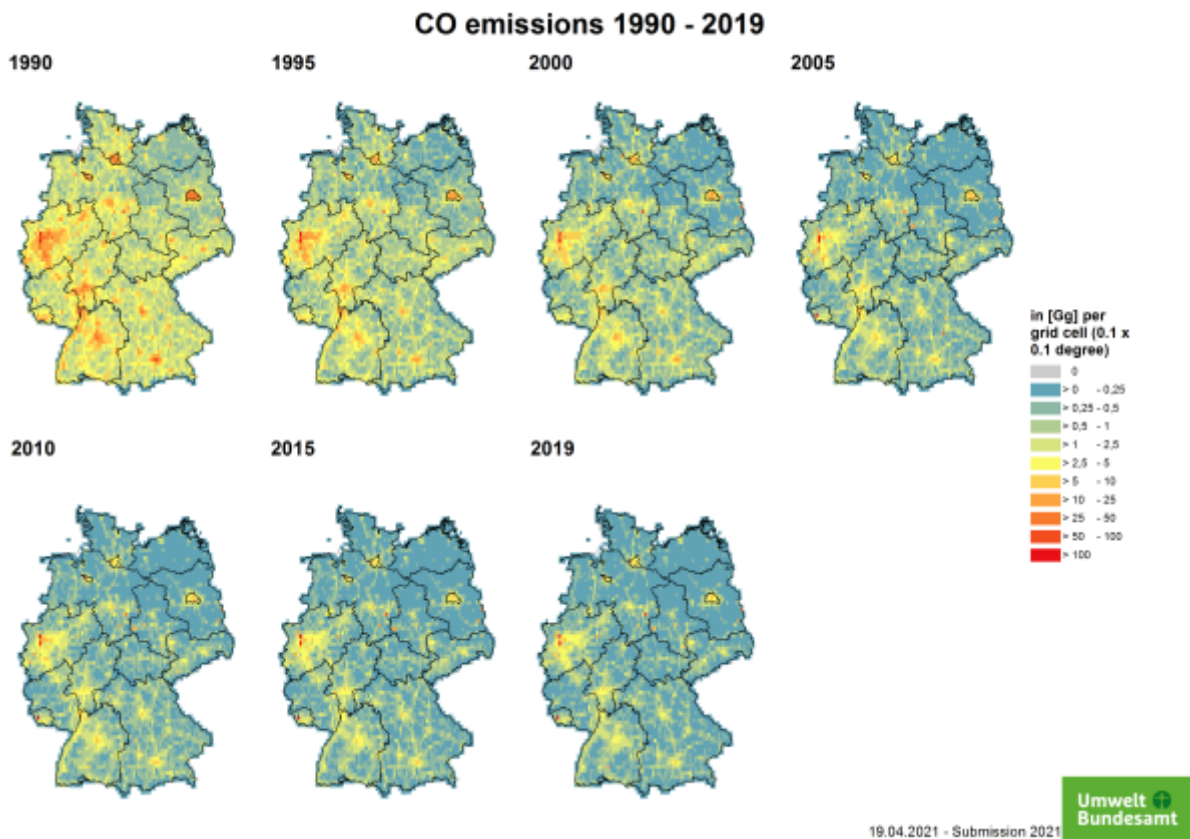 CO emissions 1990 - 2019
1990
1995
2000
2005
2010
2015
2019
in [Gg] per
grid cell (0.1 x
0.1 degree)
0
> 0 - 0,25
> 0,25 - 0,5
> 0,5 - 1
> 1 - 2,5
> 2,5 - 5
> 5 - 10
> 10 - 25
> 25 - 50
> 50 - 100
> 100
19.04.2021 - Submission 2021
Umwelt
Bundesamt